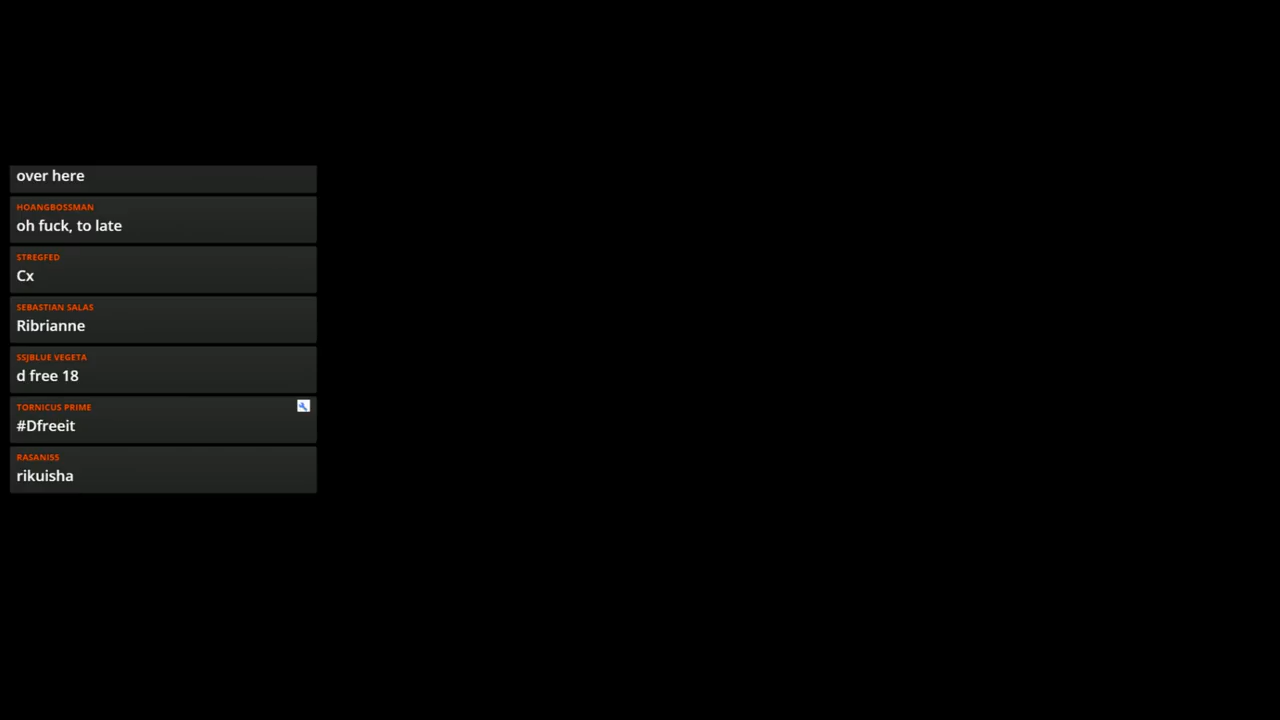 over here
HOANGBOSSMAN
oh fuck, to late
STREGFED
Cx
SEBASTIAN SALAS
Ribrianne
SSJBLUE VEGETA
d free 18
TORNICUS PRIME
#Dfreeit
RASANI55
rikuisha